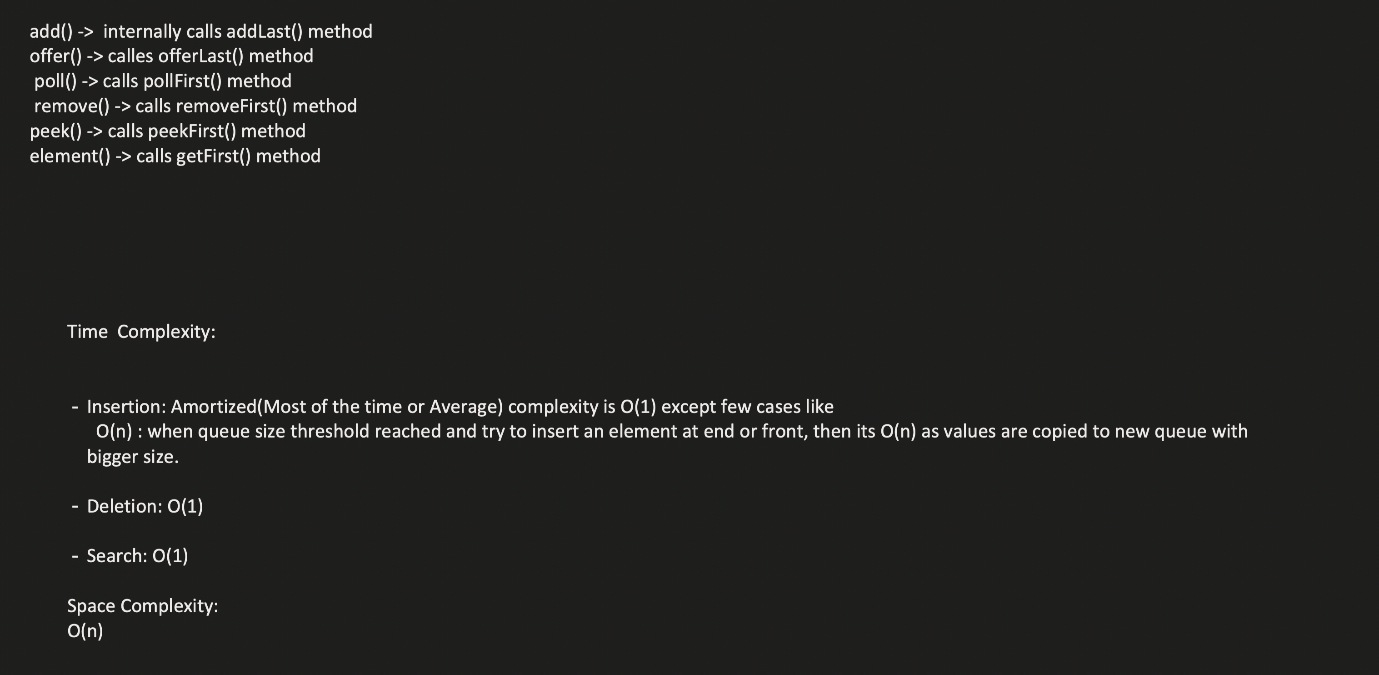 add() -> internally calls addLast() method
offer() -> calles offerLast() method
poll() -> calls pollFirst() method
remove() -> calls removeFirst() method
peek() -> calls peekFirst() method
element() -> calls getFirst() method
Time Complexity:
- Insertion: Amortized(Most of the time or Average) complexity is O(1) except few cases like
O(n) : when queue size threshold reached and try to insert an element at end or front, then its O(n) as values are copied to new queue with
bigger size.
- Deletion: O(1)
- Search: O(1)
Space Complexity:
O(n)